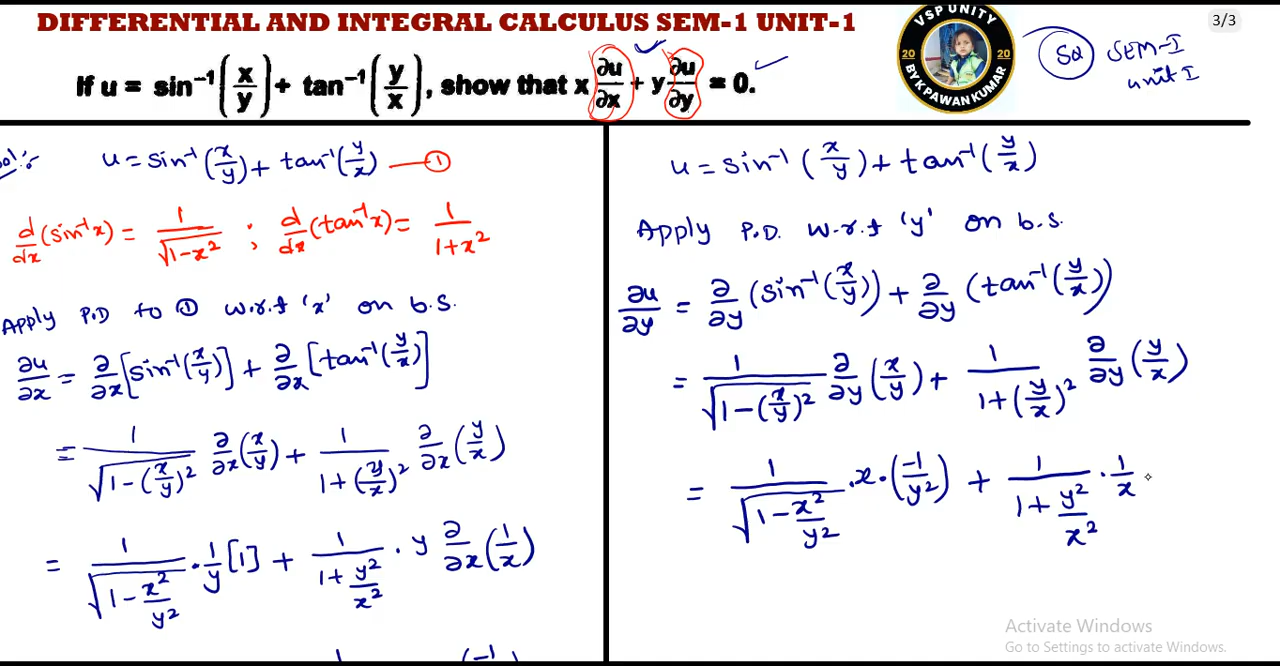 DIFFERENTIAL AND INTEGRAL CALCULUS SEM-1 UNIT-1
3/3
If u = sin⁻¹(x/y) + tan⁻¹(y/x), show that x ∂u/∂x + y ∂u/∂y = 0.
VSP UNITY
20 20
BY K PAWAN KUMAR
SQ SEM-I
unit I
Sol:-
u = sin⁻¹(x/y) + tan⁻¹(y/x) —①
d/dx (sin⁻¹x) = 1/√(1-x²) ; d/dx (tan⁻¹x) = 1/(1+x²)
Apply P.D to ① w.r.t 'x' on b.s.
∂u/∂x = ∂/∂x [sin⁻¹(x/y)] + ∂/∂x [tan⁻¹(y/x)]
= 1/√(1-(x/y)²) ∂/∂x (x/y) + 1/(1+(y/x)²) ∂/∂x (y/x)
= 1/√(1-x²/y²) · 1/y [1] + 1/(1+y²/x²) · y ∂/∂x (1/x)
u = sin⁻¹(x/y) + tan⁻¹(y/x)
Apply P.D. w.r.t 'y' on b.s.
∂u/∂y = ∂/∂y (sin⁻¹(x/y)) + ∂/∂y (tan⁻¹(y/x))
= 1/√(1-(x/y)²) ∂/∂y (x/y) + 1/(1+(y/x)²) ∂/∂y (y/x)
= 1/√(1-x²/y²) · x · (-1/y²) + 1/(1+y²/x²) · 1/x
Activate Windows
Go to Settings to activate Windows.